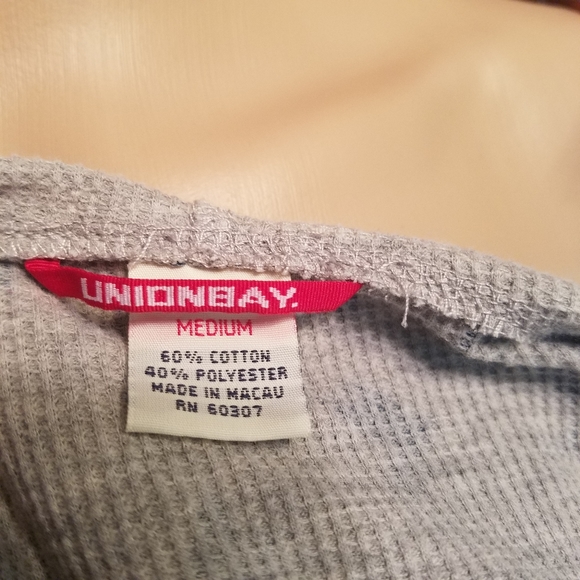 UNIONBAY.
MEDIUM
60% COTTON
40% POLYESTER
MADE IN MACAU
RN 60307